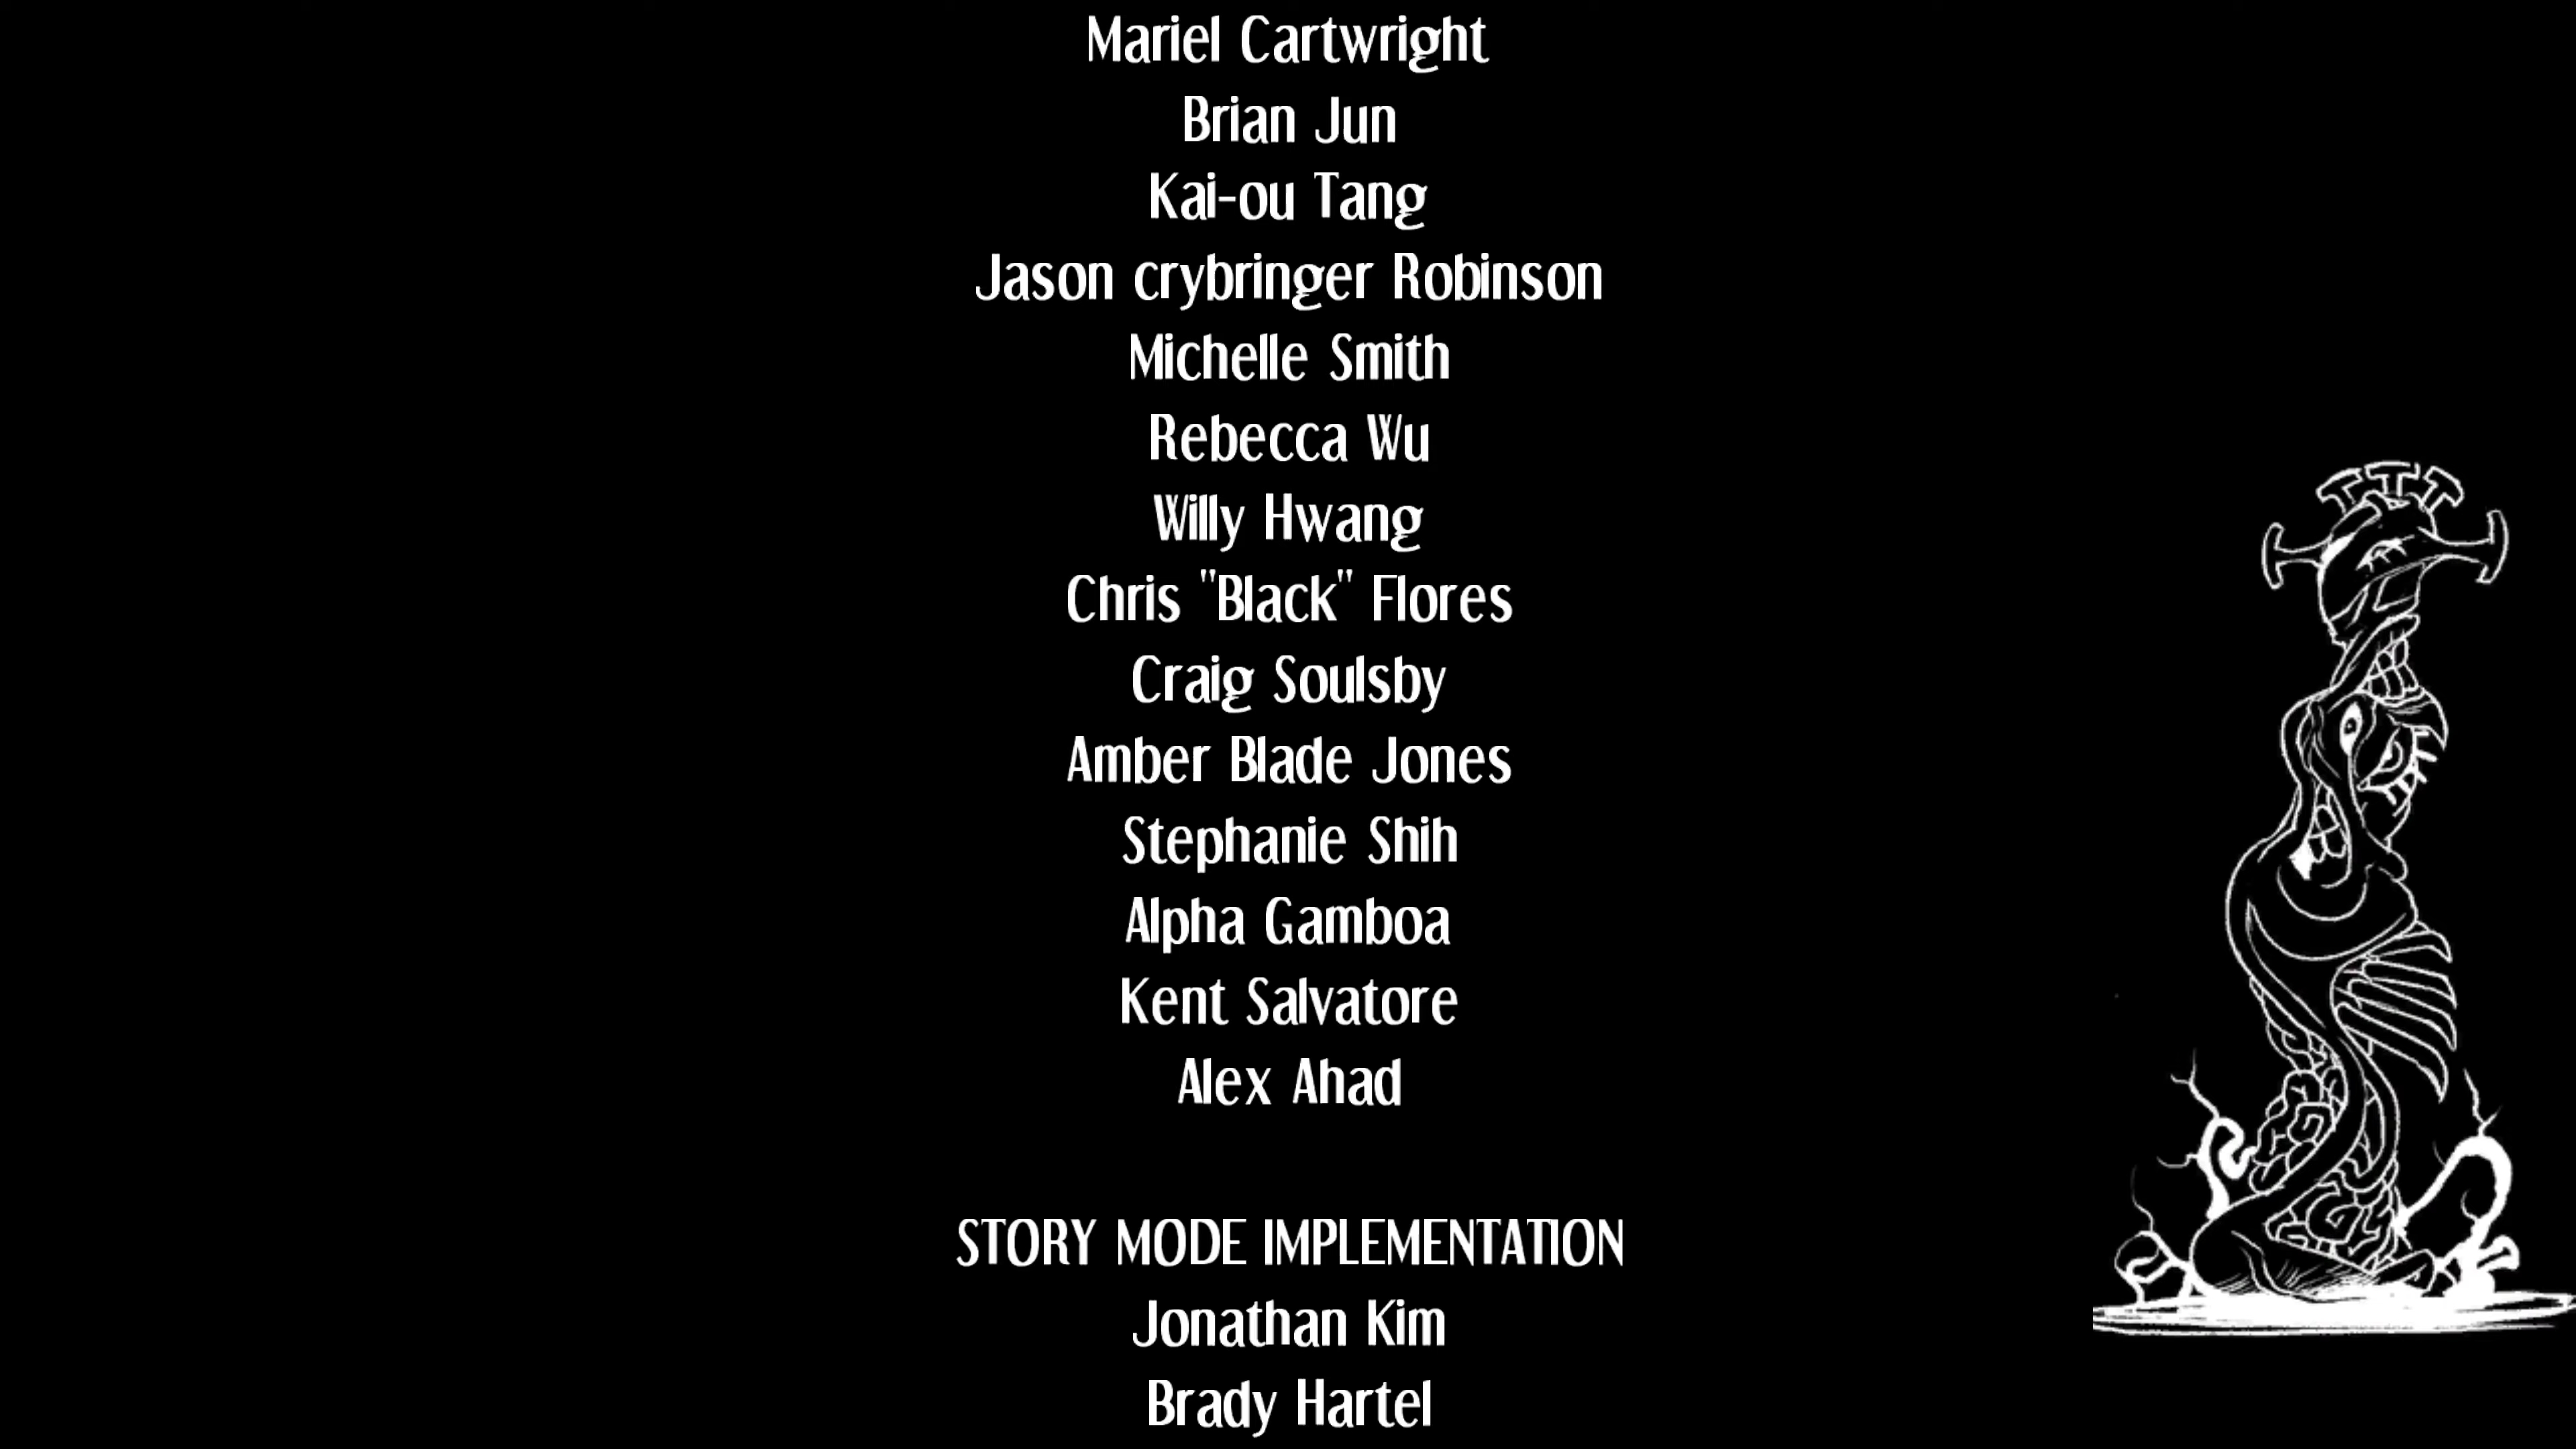 Mariel Cartwright
Brian Jun
Kai-ou Tang
Jason crybringer Robinson
Michelle Smith
Rebecca Wu
Willy Hwang
Chris "Black" Flores
Craig Soulsby
Amber Blade Jones
Stephanie Shih
Alpha Gamboa
Kent Salvatore
Alex Ahad
STORY MODE IMPLEMENTATION
Jonathan Kim
Brady Hartel